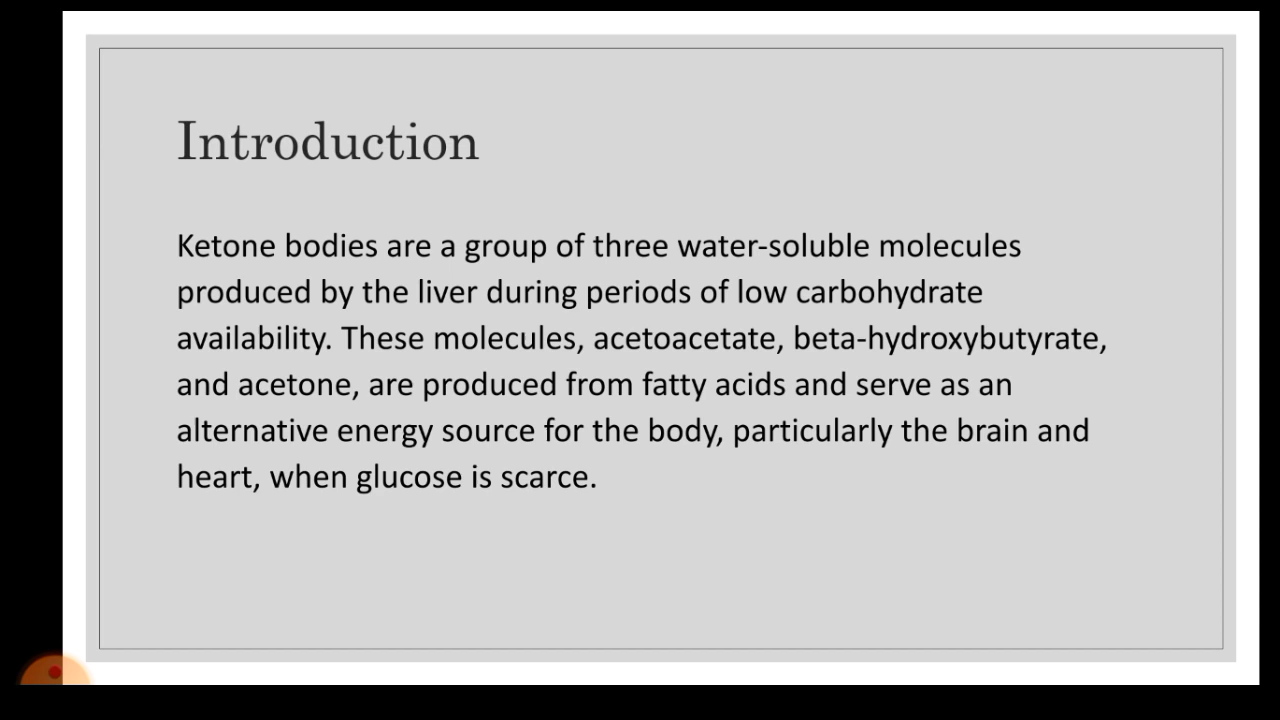 Introduction
Ketone bodies are a group of three water-soluble molecules
produced by the liver during periods of low carbohydrate
availability. These molecules, acetoacetate, beta-hydroxybutyrate,
and acetone, are produced from fatty acids and serve as an
alternative energy source for the body, particularly the brain and
heart, when glucose is scarce.